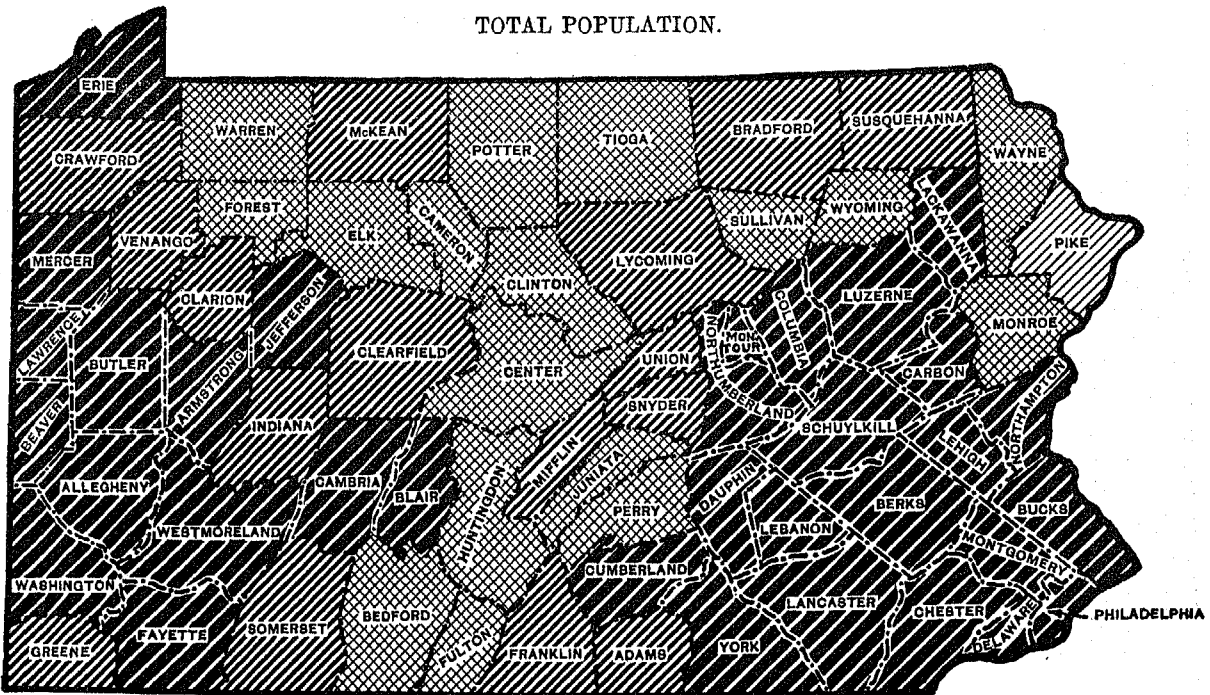 TOTAL POPULATION.
ERIE
CRAWFORD
WARREN
McKEAN
POTTER
TIOGA
BRADFORD
SUSQUEHANNA
WAYNE
MERCER
VENANGO
FOREST
ELK
CAMERON
CLINTON
LYCOMING
SULLIVAN
WYOMING
LACKAWANNA
PIKE
LAWRENCE
BUTLER
CLARION
JEFFERSON
CLEARFIELD
CENTER
UNION
NORTHUMBERLAND
MON
TOUR
COLUMBIA
LUZERNE
MONROE
BEAVER
ARMSTRONG
INDIANA
SNYDER
CARBON
NORTHAMPTON
ALLEGHENY
CAMBRIA
BLAIR
HUNTINGDON
MIFFLIN
JUNIATA
PERRY
DAUPHIN
SCHUYLKILL
LEHIGH
WESTMORELAND
LEBANON
BERKS
BUCKS
WASHINGTON
CUMBERLAND
MONTGOMERY
GREENE
FAYETTE
SOMERSET
BEDFORD
FULTON
FRANKLIN
ADAMS
YORK
LANCASTER
CHESTER
DELAWARE
PHILADELPHIA